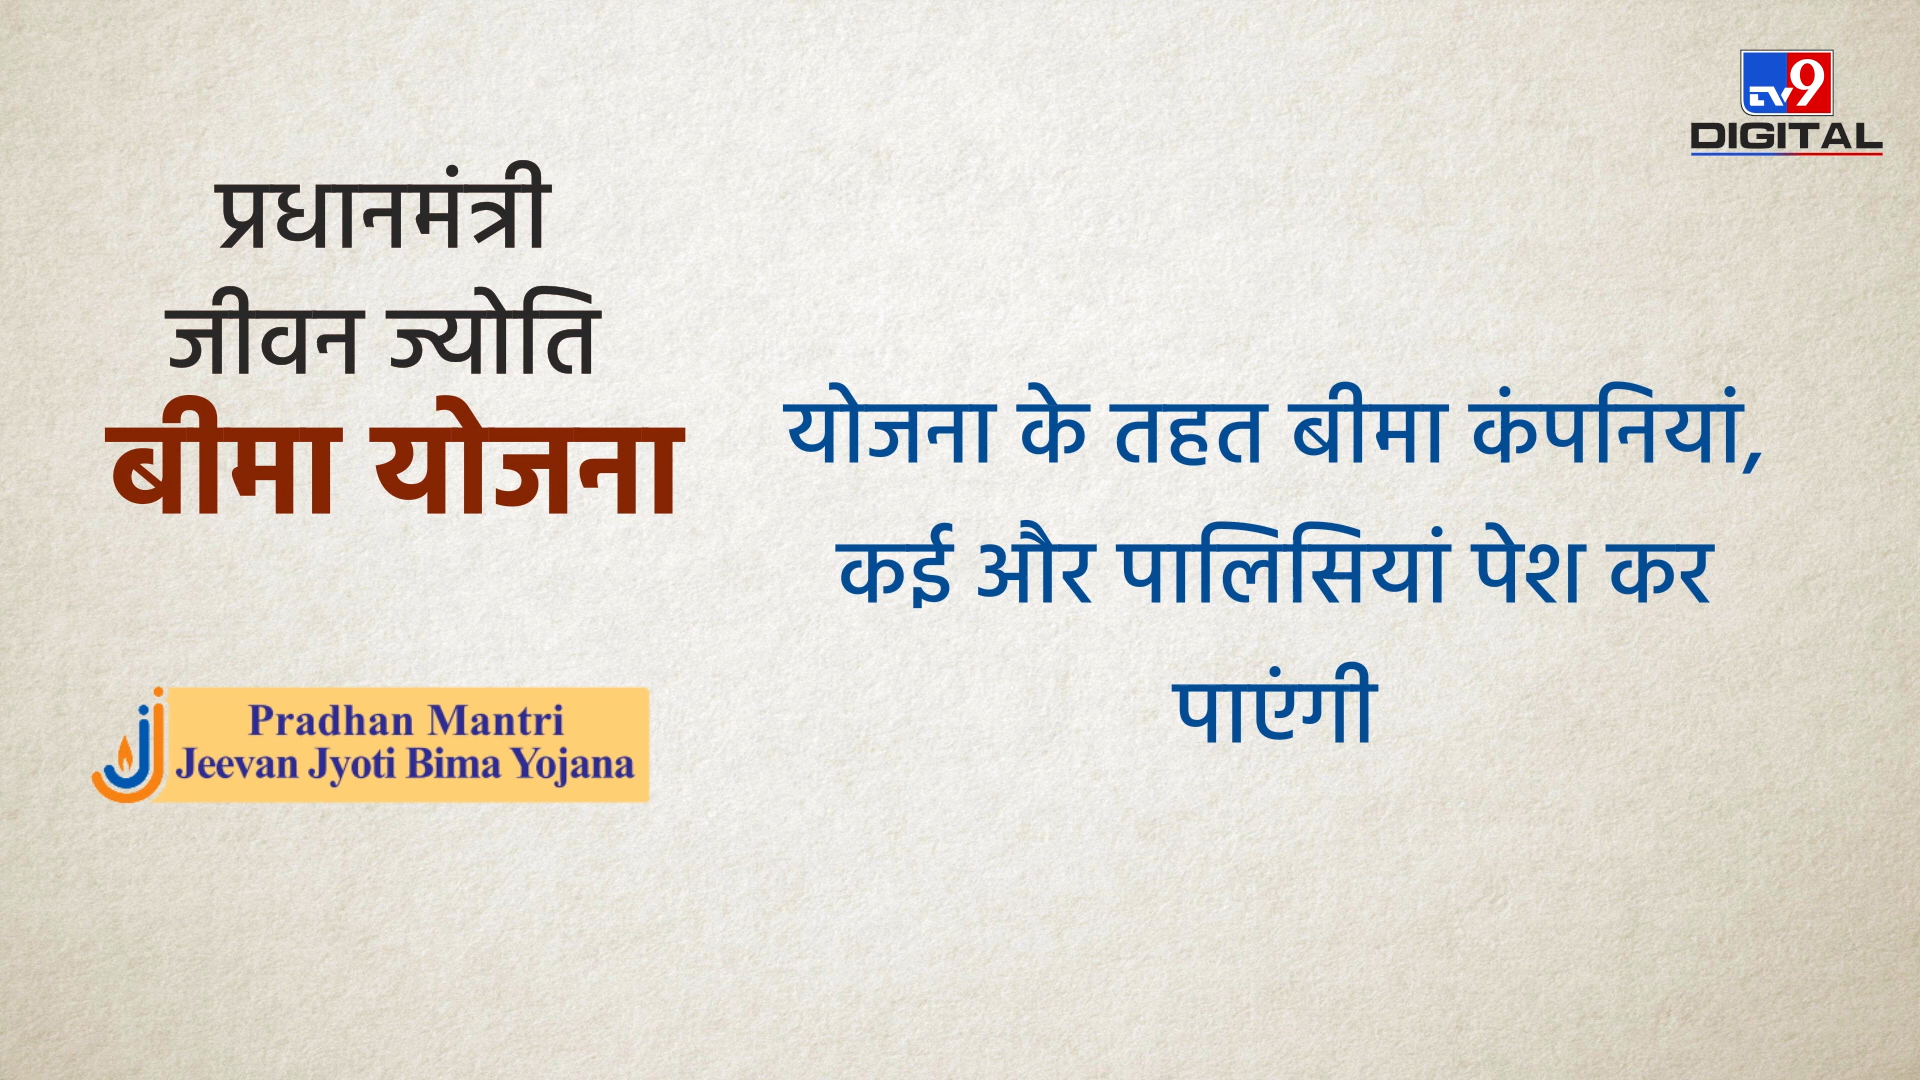 TV9
DIGITAL
प्रधानमंत्री
जीवन ज्योति
बीमा योजना
योजना के तहत बीमा कंपनियां,
कई और पालिसियां पेश कर
पाएंगी
Pradhan Mantri
Jeevan Jyoti Bima Yojana